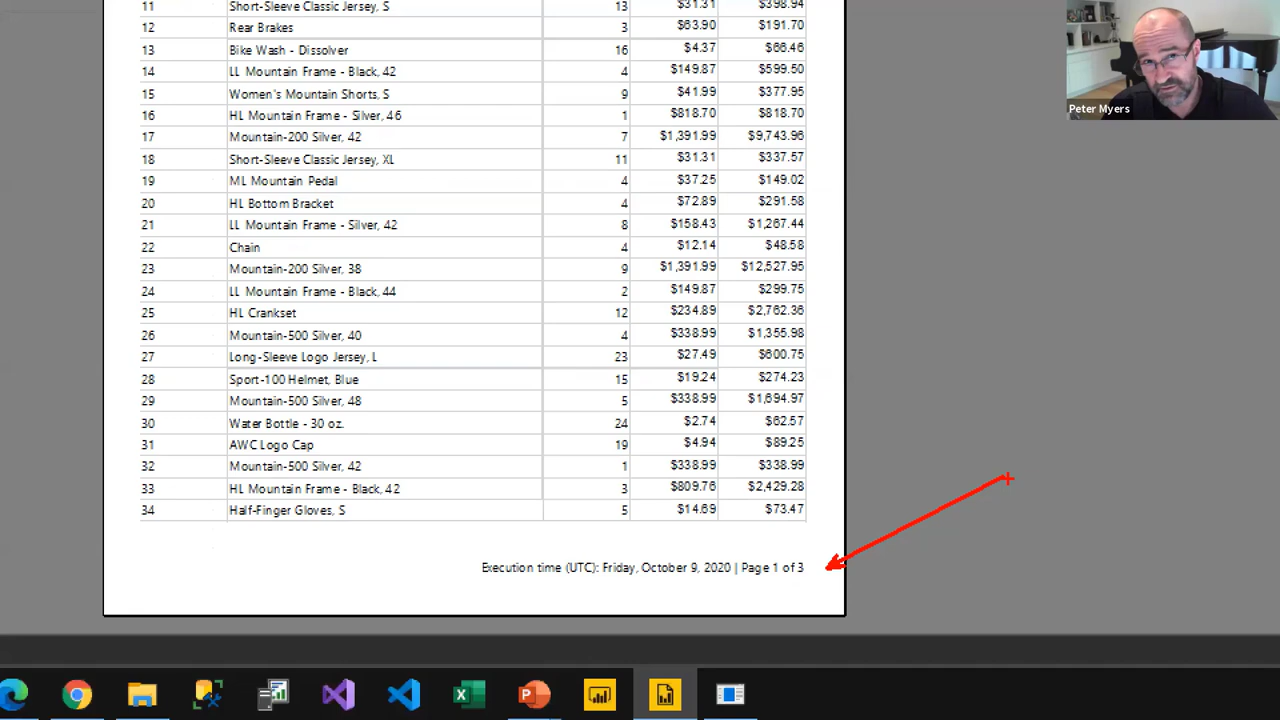 11 Short-Sleeve Classic Jersey, S 13 $31.31 $398.94
12 Rear Brakes 3 $63.90 $191.70
13 Bike Wash - Dissolver 16 $4.37 $66.46
14 LL Mountain Frame - Black, 42 4 $149.87 $599.50
15 Women's Mountain Shorts, S 9 $41.99 $377.95
16 HL Mountain Frame - Silver, 46 1 $818.70 $818.70
17 Mountain-200 Silver, 42 7 $1,391.99 $9,743.96
18 Short-Sleeve Classic Jersey, XL 11 $31.31 $337.57
19 ML Mountain Pedal 4 $37.25 $149.02
20 HL Bottom Bracket 4 $72.89 $291.58
21 LL Mountain Frame - Silver, 42 8 $158.43 $1,267.44
22 Chain 4 $12.14 $48.58
23 Mountain-200 Silver, 38 9 $1,391.99 $12,527.95
24 LL Mountain Frame - Black, 44 2 $149.87 $299.75
25 HL Crankset 12 $234.89 $2,762.36
26 Mountain-500 Silver, 40 4 $338.99 $1,355.98
27 Long-Sleeve Logo Jersey, L 23 $27.49 $600.75
28 Sport-100 Helmet, Blue 15 $19.24 $274.23
29 Mountain-500 Silver, 48 5 $338.99 $1,694.97
30 Water Bottle - 30 oz. 24 $2.74 $62.57
31 AWC Logo Cap 19 $4.94 $89.25
32 Mountain-500 Silver, 42 1 $338.99 $338.99
33 HL Mountain Frame - Black, 42 3 $809.76 $2,429.28
34 Half-Finger Gloves, S 5 $14.69 $73.47
Execution time (UTC): Friday, October 9, 2020 | Page 1 of 3
Peter Myers